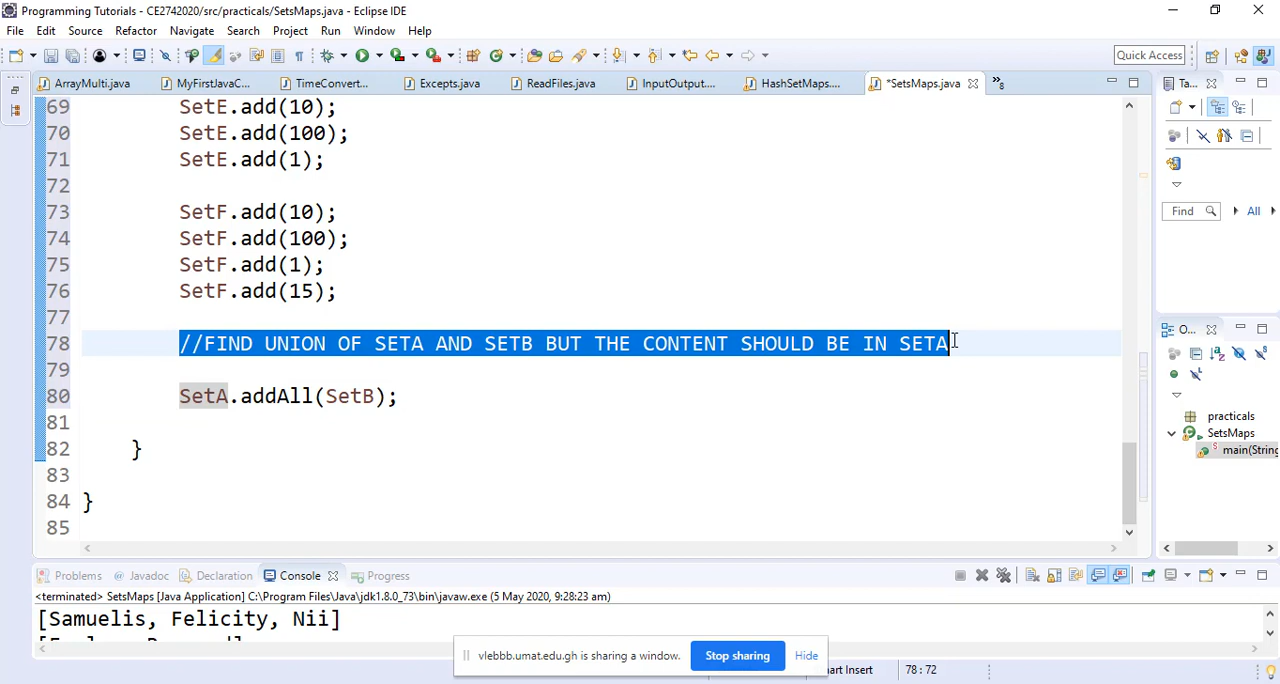 Programming Tutorials - CE2742020/src/practicals/SetsMaps.java - Eclipse IDE
File Edit Source Refactor Navigate Search Project Run Window Help
Quick Access
ArrayMulti.java MyFirstJavaC... TimeConvert... Excepts.java ReadFiles.java InputOutput.... HashSetMaps.... *SetsMaps.java »8 Ta...
69 SetE.add(10);
70 SetE.add(100);
71 SetE.add(1);
72
73 SetF.add(10);
74 SetF.add(100);
75 SetF.add(1);
76 SetF.add(15);
77
78 //FIND UNION OF SETA AND SETB BUT THE CONTENT SHOULD BE IN SETA
79
80 SetA.addAll(SetB);
81
82 }
83
84 }
85
Find All
O...
practicals
SetsMaps
main(String
Problems Javadoc Declaration Console Progress
<terminated> SetsMaps [Java Application] C:\Program Files\Java\jdk1.8.0_73\bin\javaw.exe (5 May 2020, 9:28:23 am)
[Samuelis, Felicity, Nii]
vlebbb.umat.edu.gh is sharing a window. Stop sharing Hide
art Insert 78 : 72